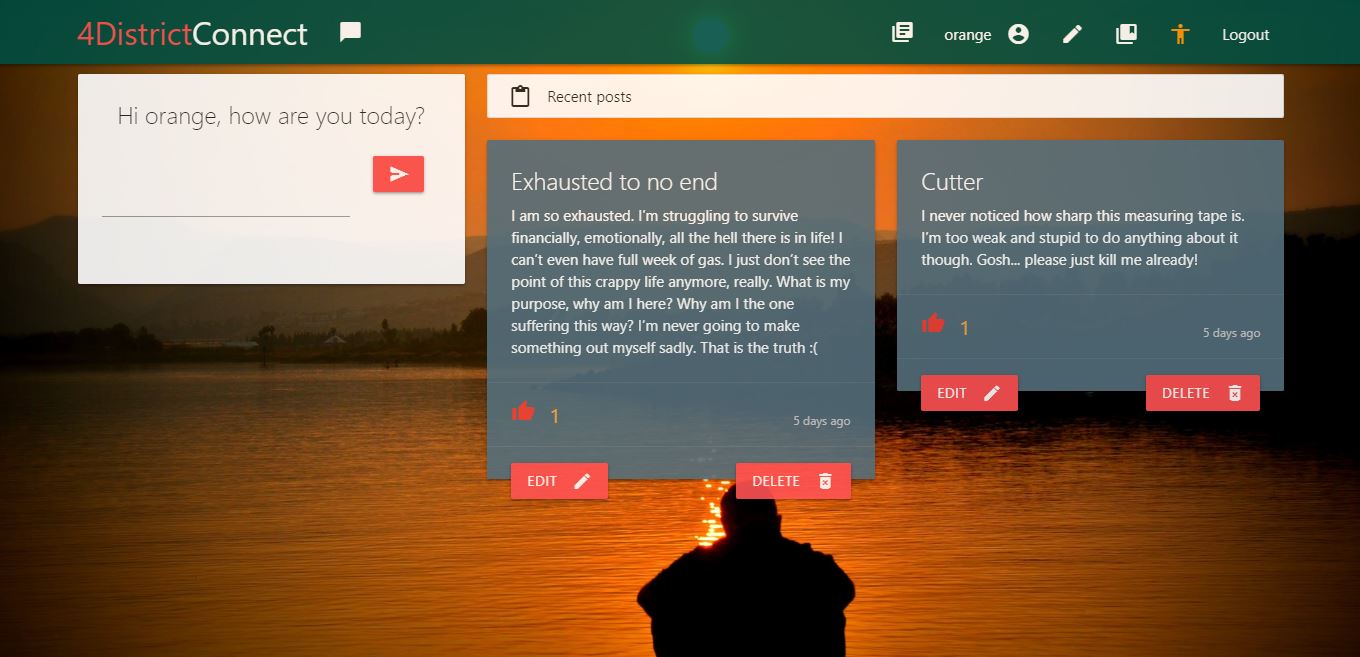 4DistrictConnect
orange
Logout
Hi orange, how are you today?
Recent posts
Exhausted to no end
I am so exhausted. I'm struggling to survive
financially, emotionally, all the hell there is in life! I
can't even have full week of gas. I just don't see the
point of this crappy life anymore, really. What is my
purpose, why am I here? Why am I the one
suffering this way? I'm never going to make
something out myself sadly. That is the truth :(
1
5 days ago
EDIT
DELETE
Cutter
I never noticed how sharp this measuring tape is.
I'm too weak and stupid to do anything about it
though. Gosh... please just kill me already!
1
5 days ago
EDIT
DELETE